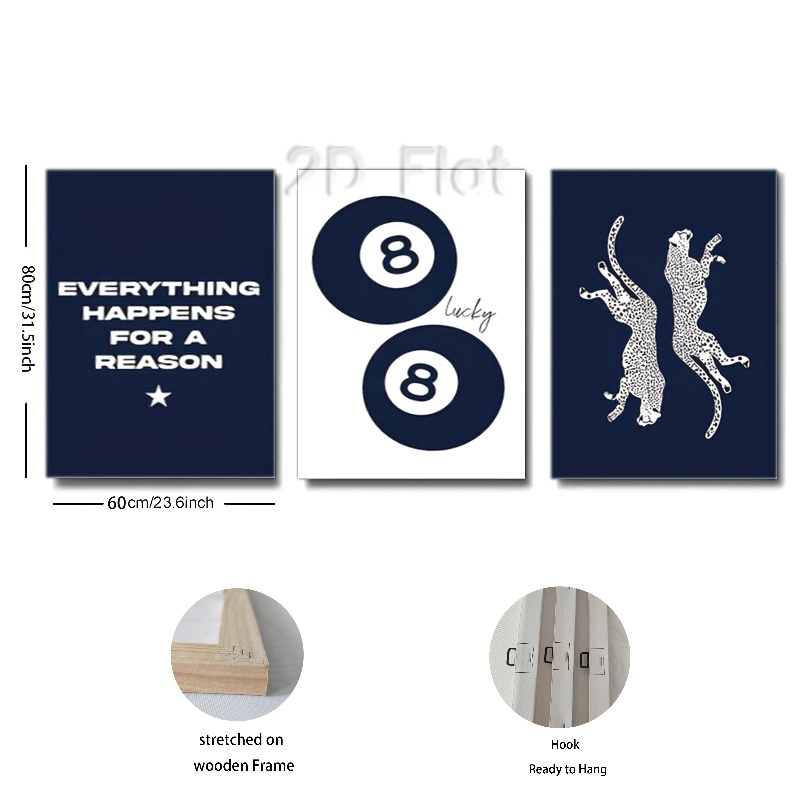 2D Flat
80cm/31.5inch
EVERYTHING
HAPPENS
FOR A
REASON
8
lucky
8
60cm/23.6inch
stretched on
wooden Frame
Hook
Ready to Hang